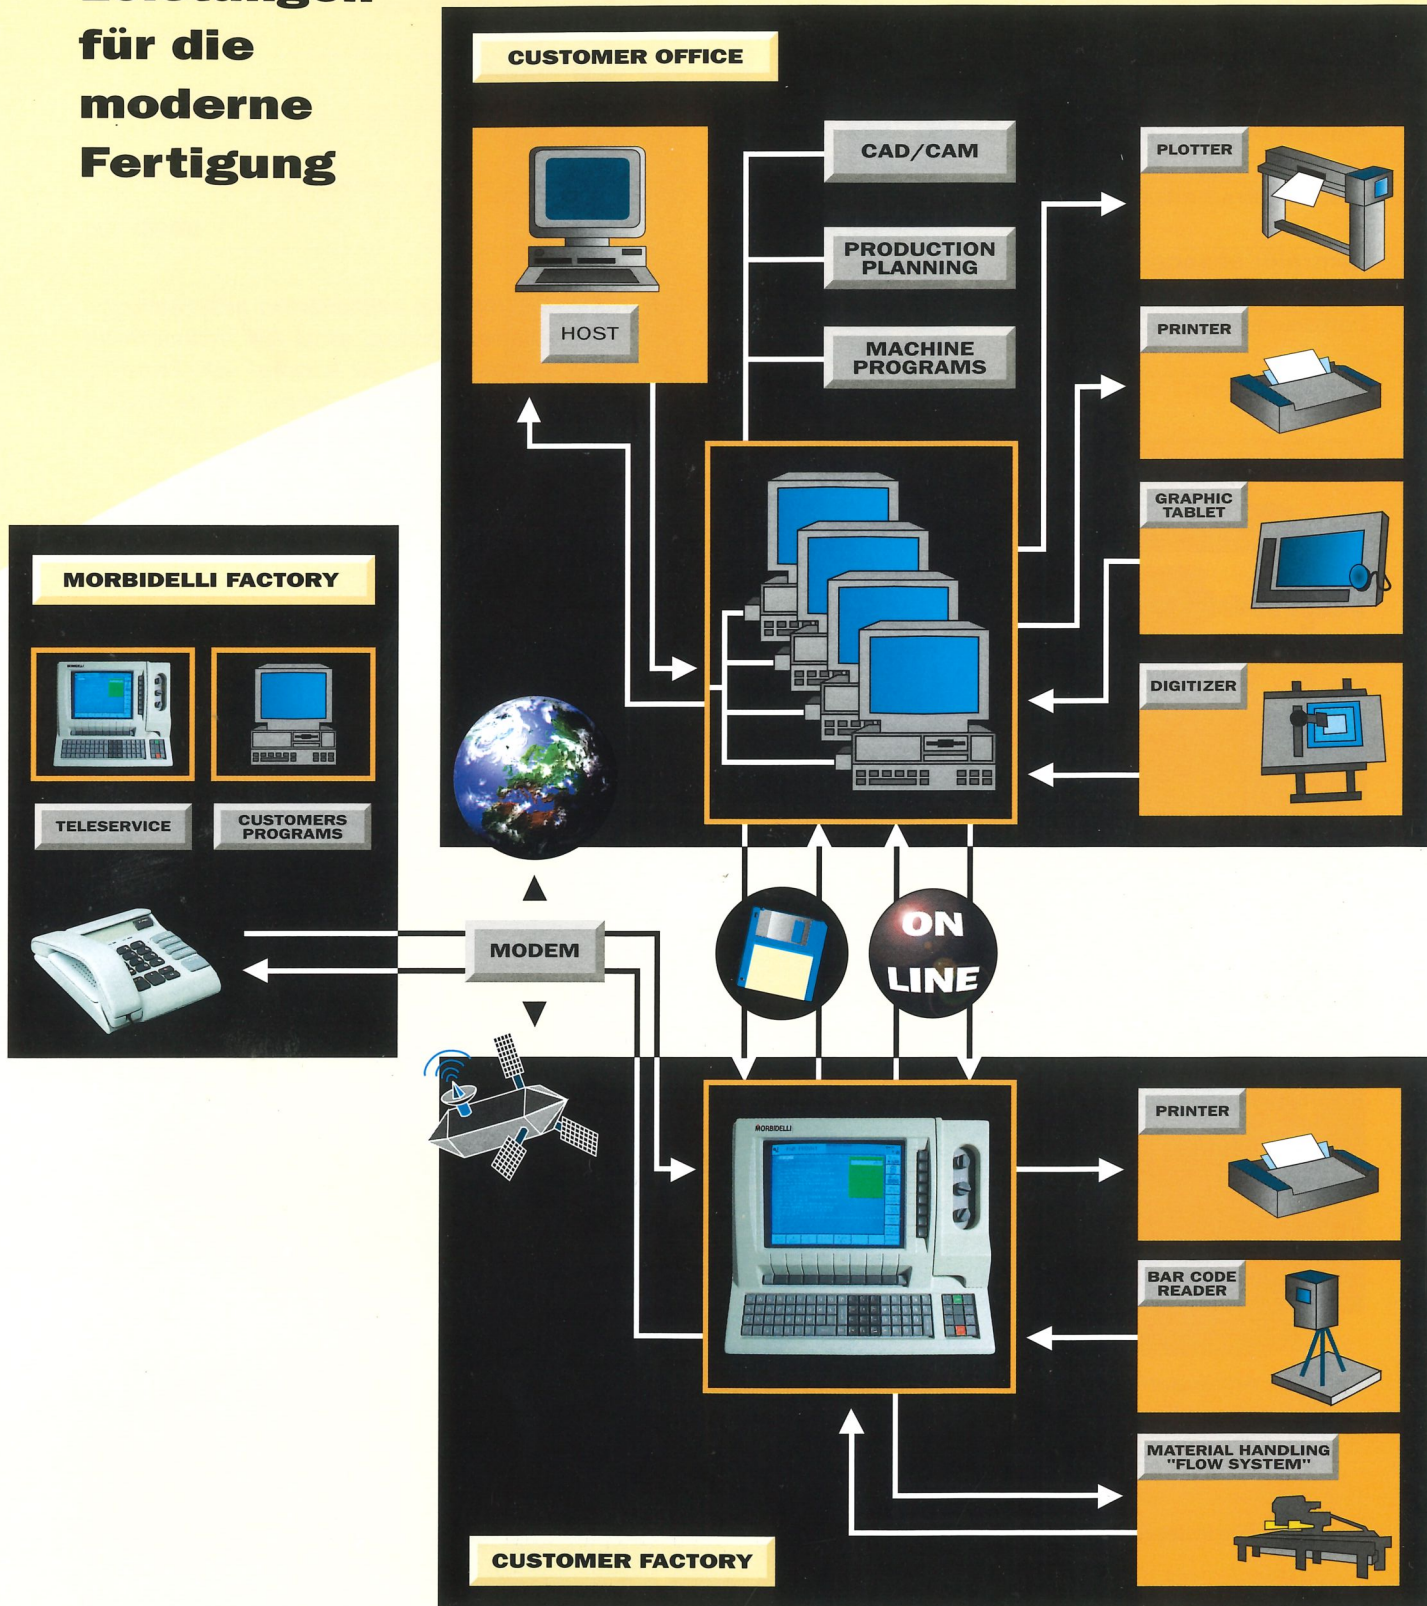 für die
moderne
Fertigung
CUSTOMER OFFICE
HOST
CAD/CAM
PRODUCTION
PLANNING
MACHINE
PROGRAMS
PLOTTER
PRINTER
GRAPHIC
TABLET
DIGITIZER
MORBIDELLI FACTORY
TELESERVICE
CUSTOMERS
PROGRAMS
MODEM
ON
LINE
MORBIDELLI
PRINTER
BAR CODE
READER
MATERIAL HANDLING
"FLOW SYSTEM"
CUSTOMER FACTORY